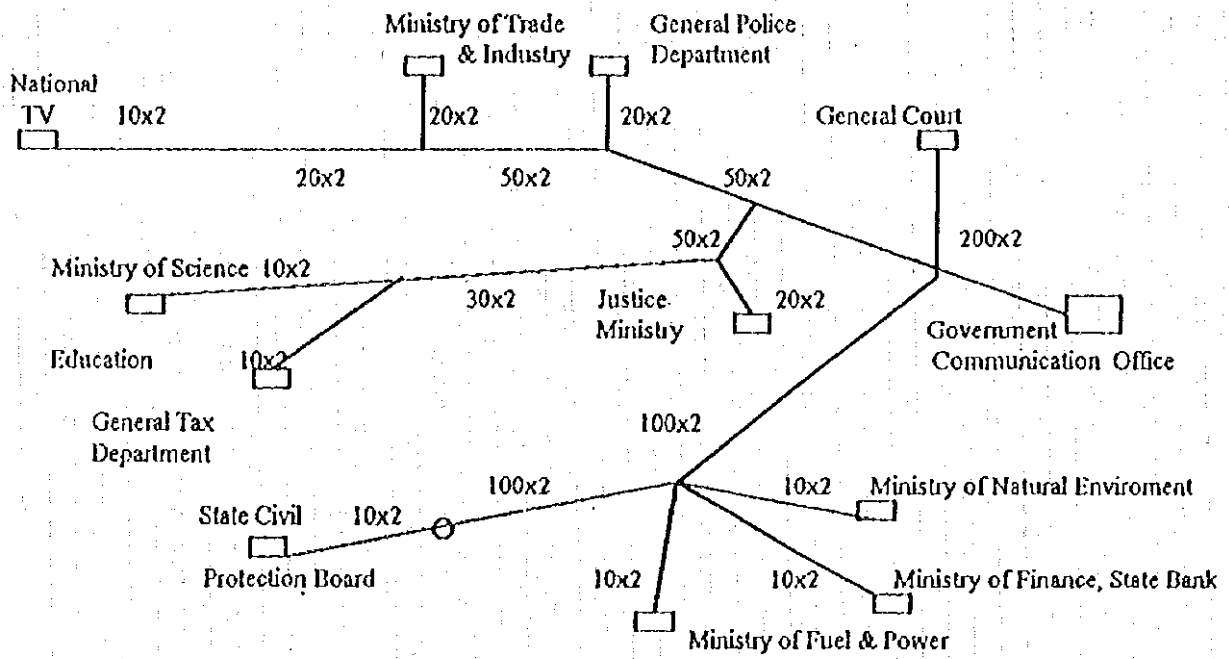 Ministry of Trade
& Industry
General Police
Department
National
TV
10x2
20x2
20x2
General Court
20x2
50x2
50x2
50x2
200x2
Ministry of Science
10x2
30x2
Justice
Ministry
20x2
Government
Communication Office
Education
10x2
General Tax
Department
100x2
100x2
10x2
Ministry of Natural Enviroment
State Civil
10x2
Protection Board
10x2
10x2
Ministry of Finance, State Bank
Ministry of Fuel & Power